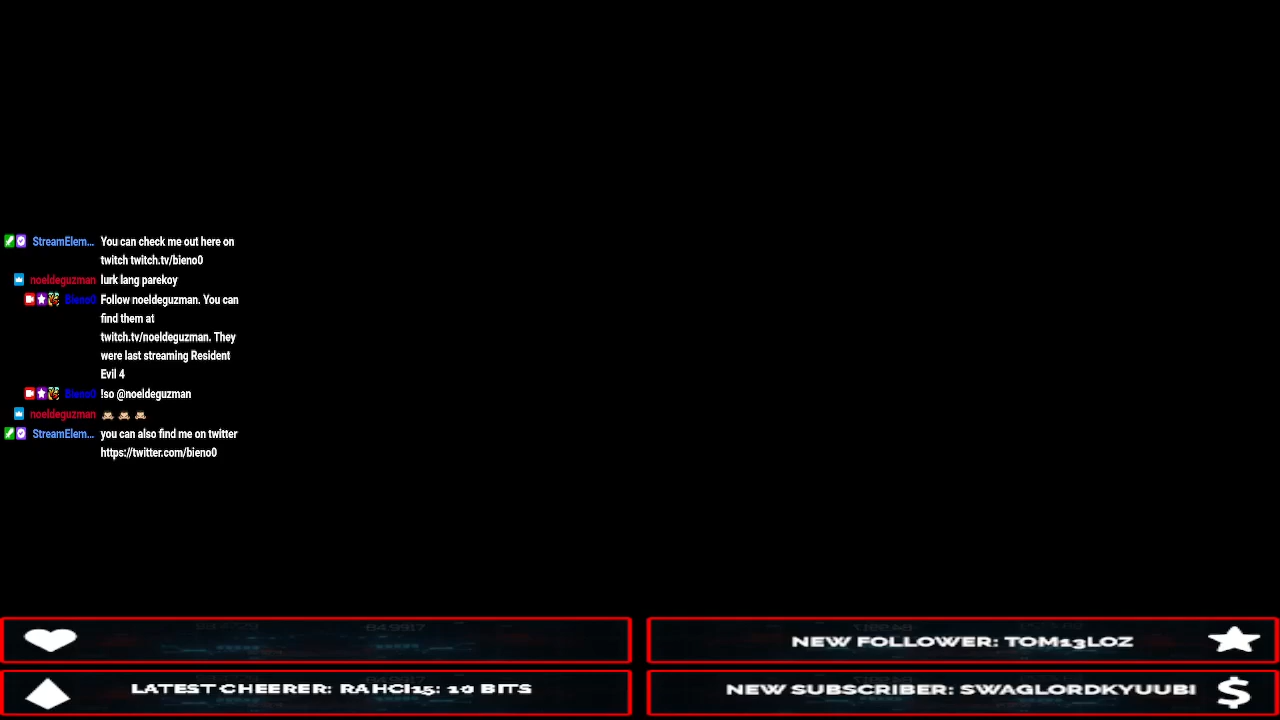 StreamElem... You can check me out here on
twitch twitch.tv/bieno0
noeldeguzman lurk lang parekoy
Bieno0 Follow noeldeguzman. You can
find them at
twitch.tv/noeldeguzman. They
were last streaming Resident
Evil 4
Bieno0 !so @noeldeguzman
noeldeguzman
StreamElem... you can also find me on twitter
https://twitter.com/bieno0
NEW FOLLOWER: TOM13LOZ
LATEST CHEERER: RAHCI15: 10 BITS
NEW SUBSCRIBER: SWAGLORDKYUUBI